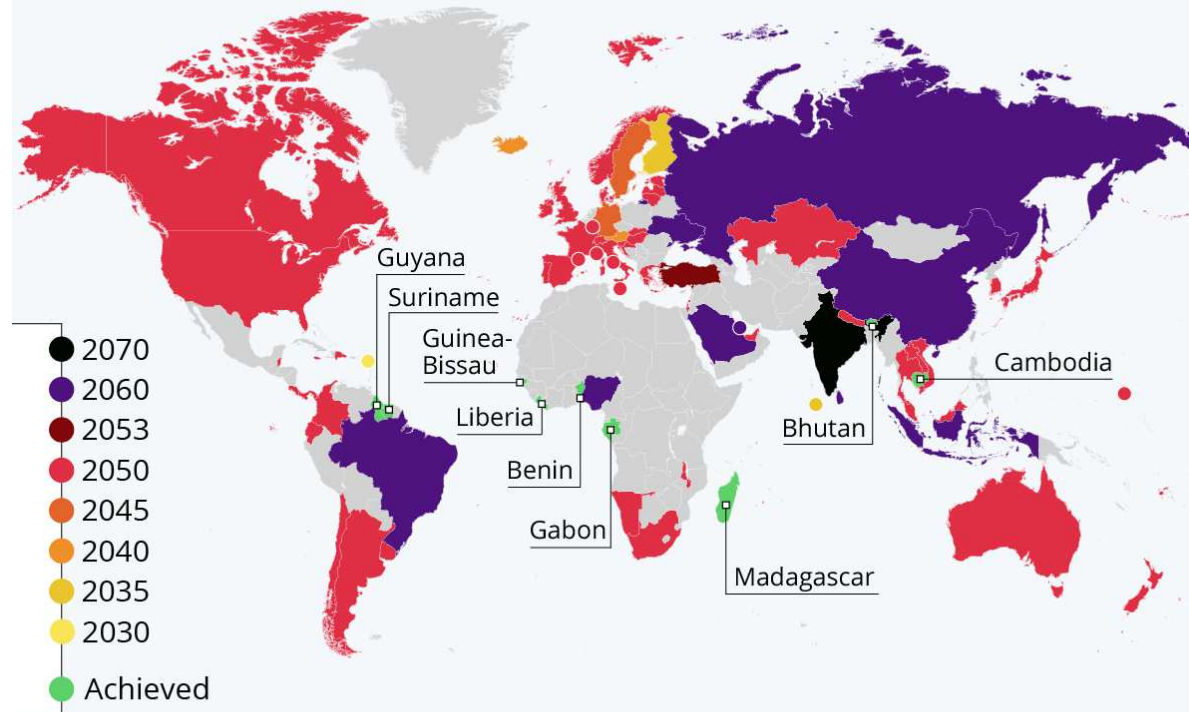 Guyana
Suriname
Guinea-
Bissau
Liberia
Benin
Gabon
Madagascar
Bhutan
Cambodia
2070
2060
2053
2050
2045
2040
2035
2030
Achieved